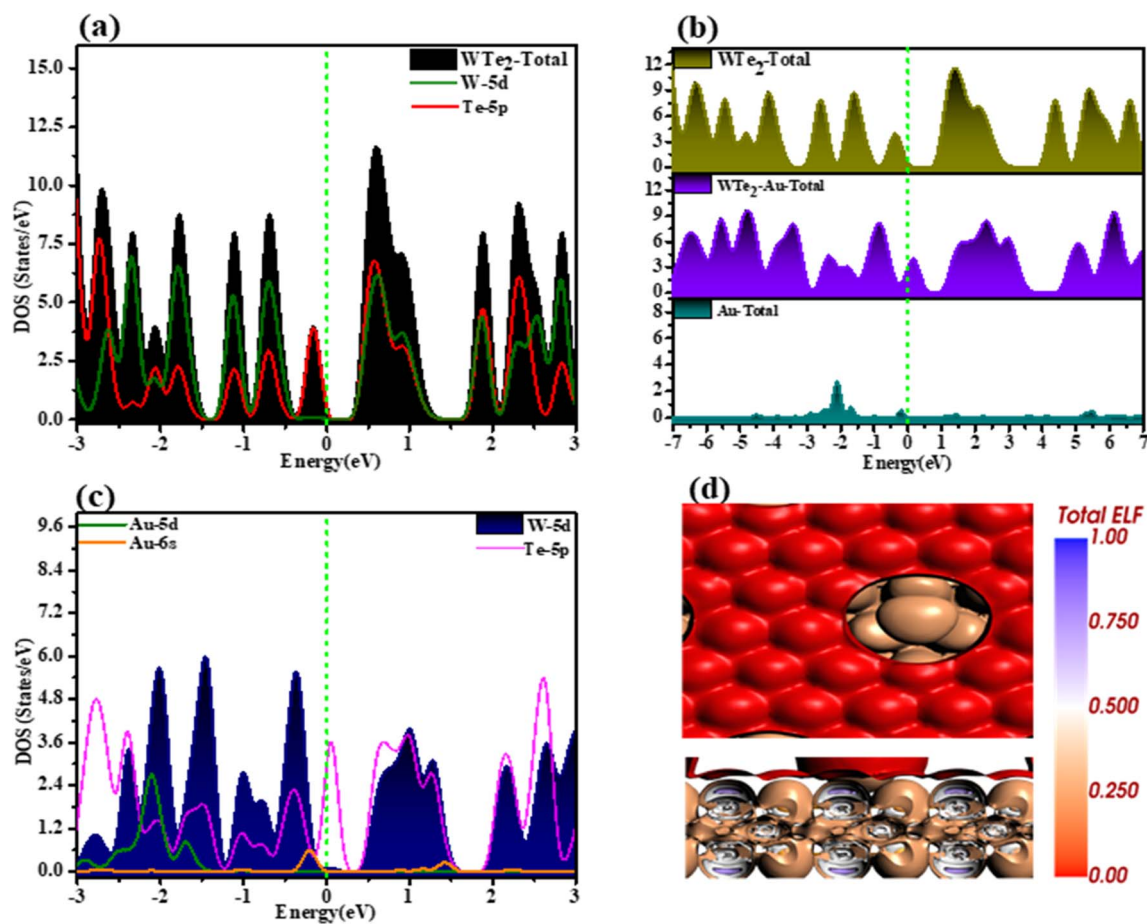 (a)
WTe2-Total
W-5d
Te-5p
DOS (States/eV)
15.0
12.5
10.0
7.5
5.0
2.5
0.0
-3 -2 -1 0 1 2 3
Energy(eV)
(b)
WTe2-Total
12
9
6
3
0
WTe2-Au-Total
12
9
6
3
0
Au-Total
8
6
4
2
0
-7 -6 -5 -4 -3 -2 -1 0 1 2 3 4 5 6 7
Energy(eV)
(c)
Au-5d
Au-6s
W-5d
Te-5p
DOS (States/eV)
9.6
8.4
7.2
6.0
4.8
3.6
2.4
1.2
0.0
-3 -2 -1 0 1 2 3
Energy(eV)
(d)
Total ELF
1.00
0.750
0.500
0.250
0.00